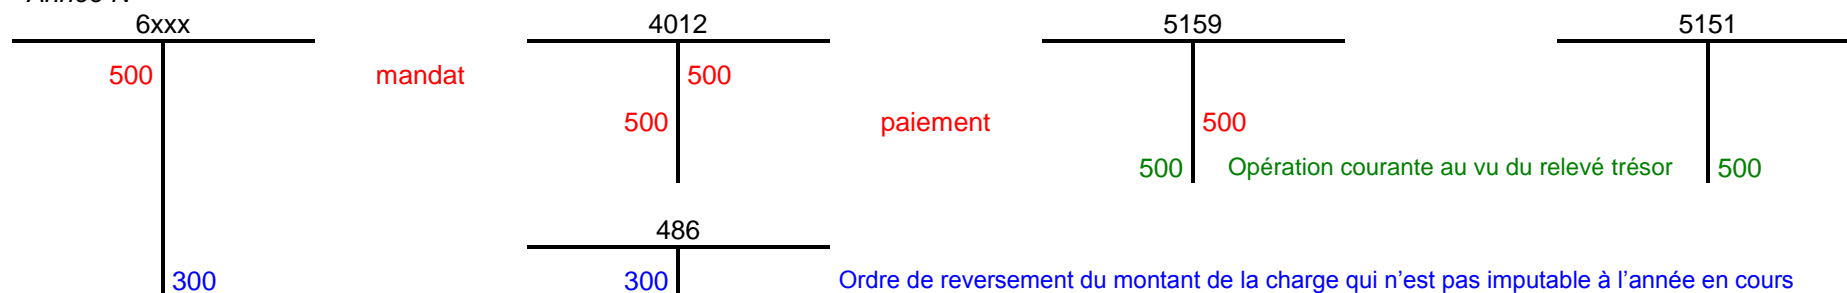 Année N
6xxx 4012 5159 5151
500 mandat 500
500 paiement 500
500 Opération courante au vu du relevé trésor 500
486
300 300 Ordre de reversement du montant de la charge qui n’est pas imputable à l’année en cours